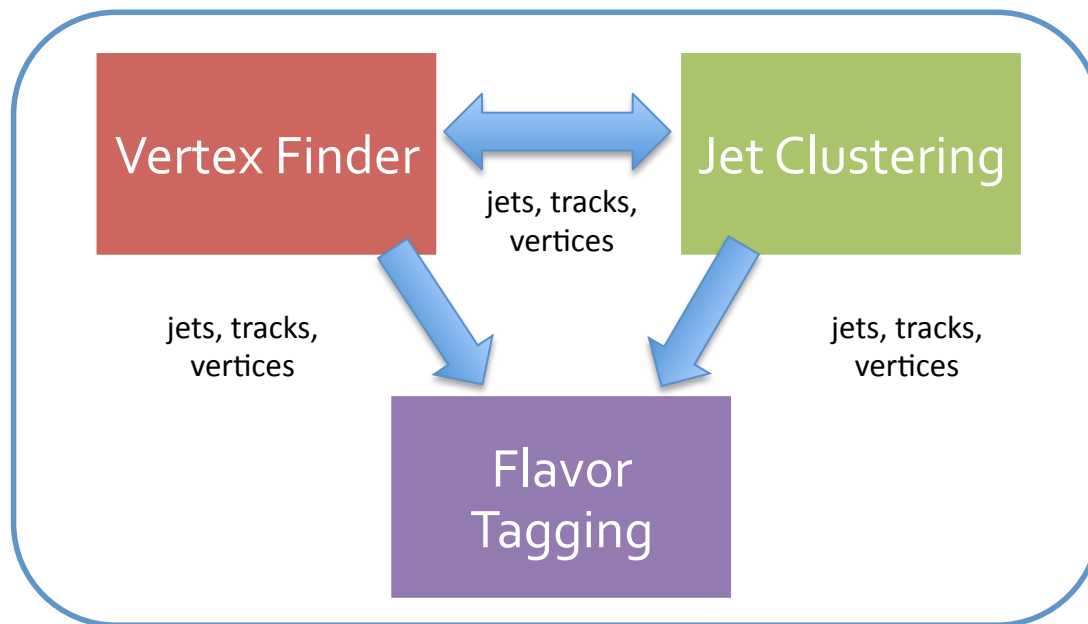 Vertex Finder
Jet Clustering
jets, tracks,
vertices
jets, tracks,
vertices
jets, tracks,
vertices
Flavor
Tagging